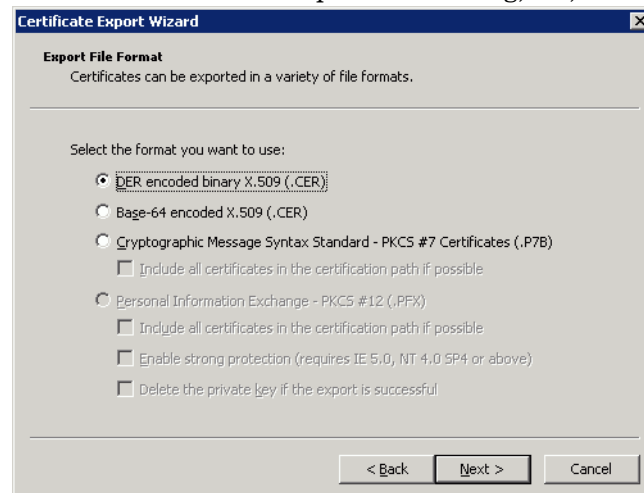 Certificate Export Wizard
Export File Format
Certificates can be exported in a variety of file formats.
Select the format you want to use:
DER encoded binary X.509 (.CER)
Base-64 encoded X.509 (.CER)
Cryptographic Message Syntax Standard - PKCS #7 Certificates (.P7B)
Include all certificates in the certification path if possible
Personal Information Exchange - PKCS #12 (.PFX)
Include all certificates in the certification path if possible
Enable strong protection (requires IE 5.0, NT 4.0 SP4 or above)
Delete the private key if the export is successful
< Back Next > Cancel